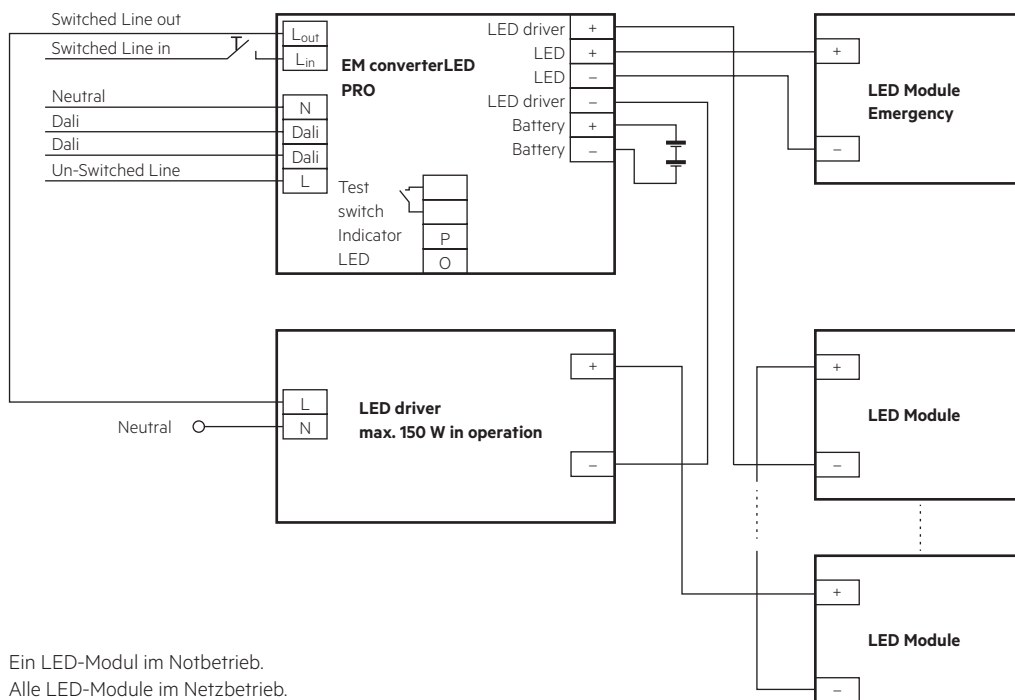 Switched Line out
Switched Line in
Neutral
Dali
Dali
Un-Switched Line
Lout
Lin
N
Dali
Dali
L
EM converterLED
PRO
Test
switch
Indicator
LED
P
O
LED driver +
LED +
LED –
LED driver –
Battery +
Battery –
+
–
LED Module
Emergency
Neutral
L
N
LED driver
max. 150 W in operation
+
–
+
–
LED Module
+
–
LED Module
Ein LED-Modul im Notbetrieb.
Alle LED-Module im Netzbetrieb.